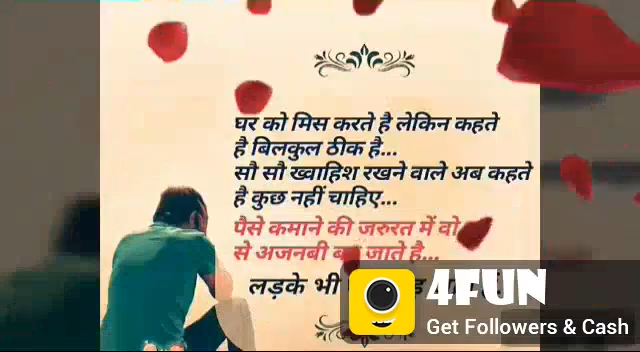 घर को मिस करते है लेकिन कहते
है बिलकुल ठीक है...
सौ सौ ख्वाहिश रखने वाले अब कहते
है कुछ नहीं चाहिए...
पैसे कमाने की जरुरत में वो
से अजनबी जाते है...
लड़के भी
4FUN
Get Followers & Cash